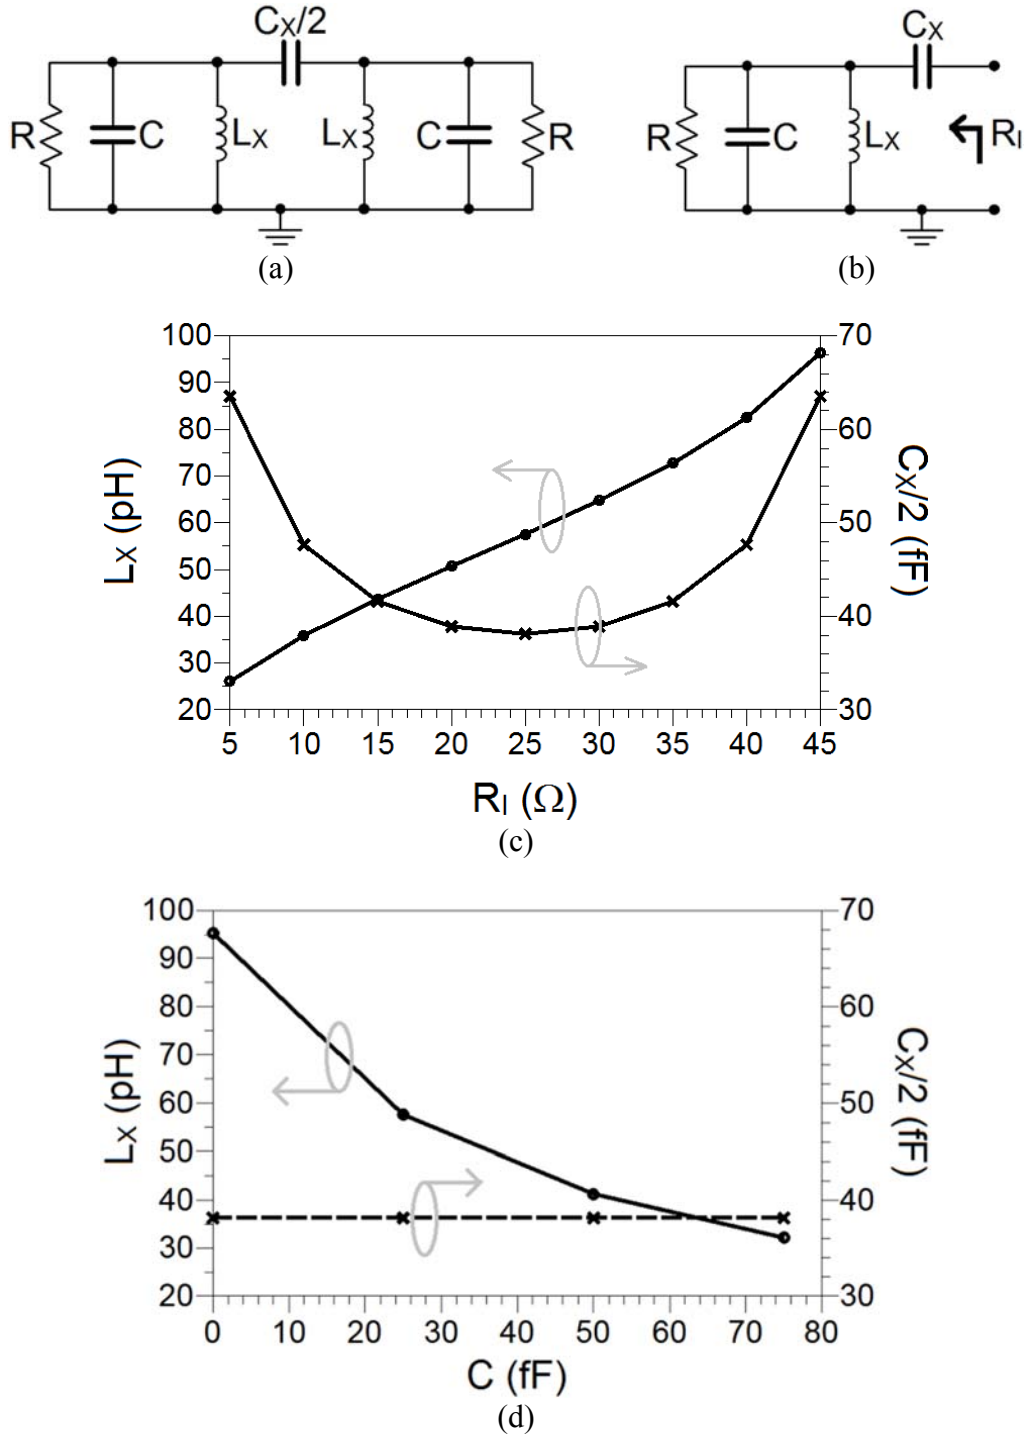 Cx/2
R C Lx Lx C R
(a)
Cx
R C Lx RI
(b)
100 90 80 70 60 50 40 30 20
Lx (pH)
70 60 50 40 30
Cx/2 (fF)
5 10 15 20 25 30 35 40 45
RI (Ω)
(c)
100 90 80 70 60 50 40 30 20
Lx (pH)
70 60 50 40 30
Cx/2 (fF)
0 10 20 30 40 50 60 70 80
C (fF)
(d)